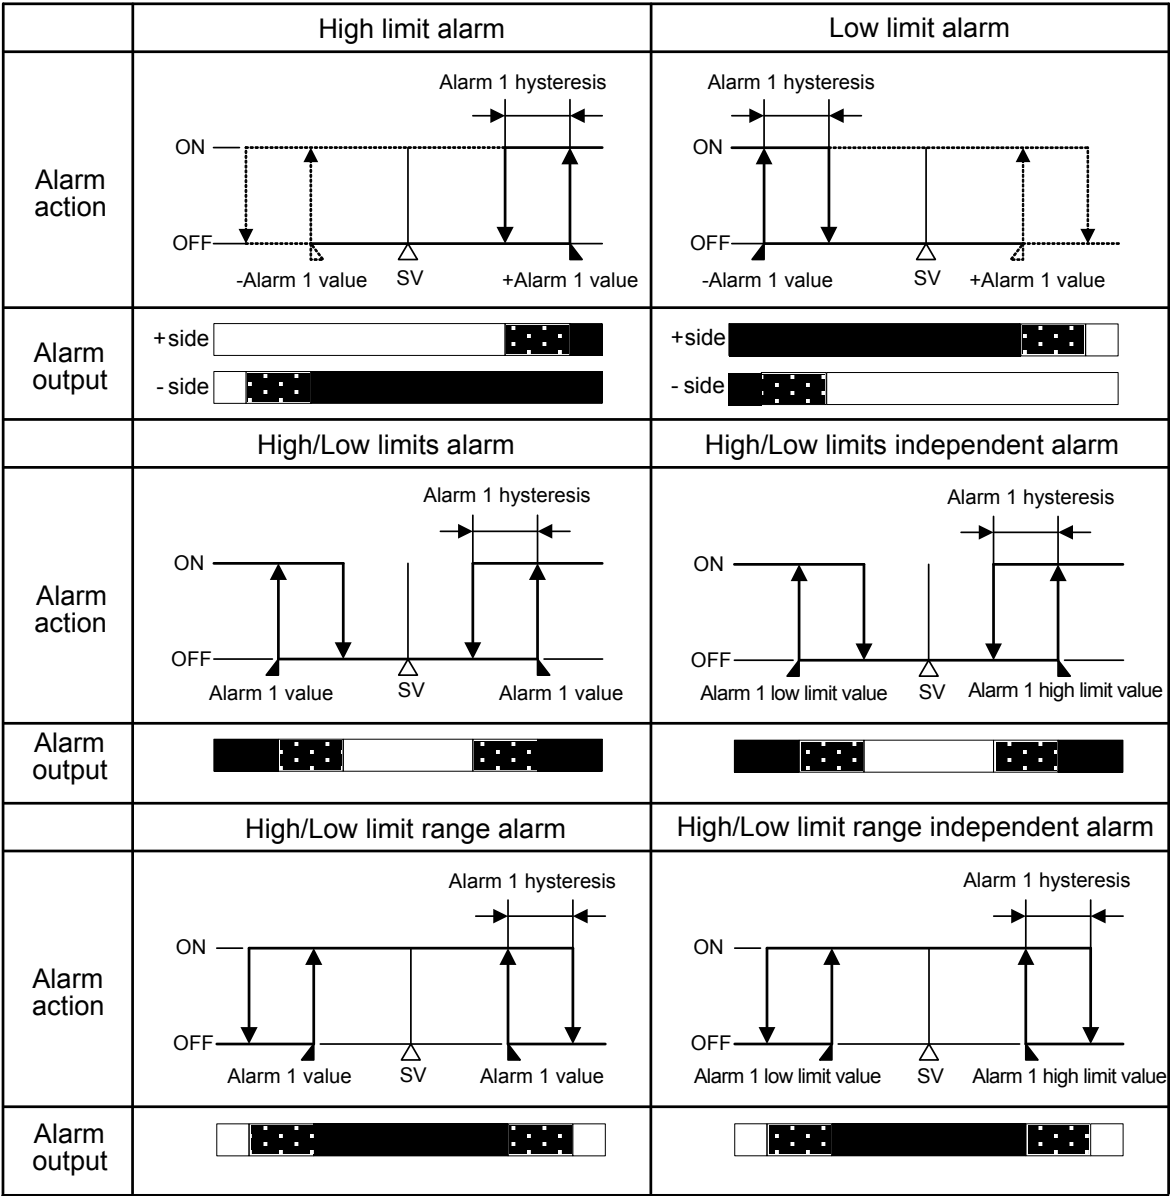 High limit alarm
Low limit alarm
Alarm
action
Alarm 1 hysteresis
ON
OFF
-Alarm 1 value
SV
+Alarm 1 value
Alarm 1 hysteresis
ON
OFF
-Alarm 1 value
SV
+Alarm 1 value
Alarm
output
+side
- side
+side
- side
High/Low limits alarm
High/Low limits independent alarm
Alarm
action
Alarm 1 hysteresis
ON
OFF
Alarm 1 value
SV
Alarm 1 value
Alarm 1 hysteresis
ON
OFF
Alarm 1 low limit value
SV
Alarm 1 high limit value
Alarm
output
High/Low limit range alarm
High/Low limit range independent alarm
Alarm
action
Alarm 1 hysteresis
ON
OFF
Alarm 1 value
SV
Alarm 1 value
Alarm 1 hysteresis
ON
OFF
Alarm 1 low limit value
SV
Alarm 1 high limit value
Alarm
output